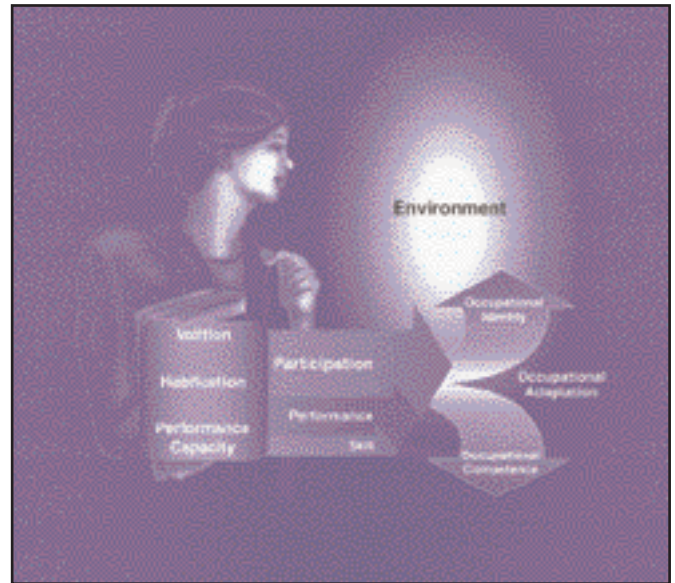 Environment
Occupational
Identity
Volition
Participation
Habituation
Occupational
Adaptation
Performance
Performance
Capacity
Skill
Occupational
Competence